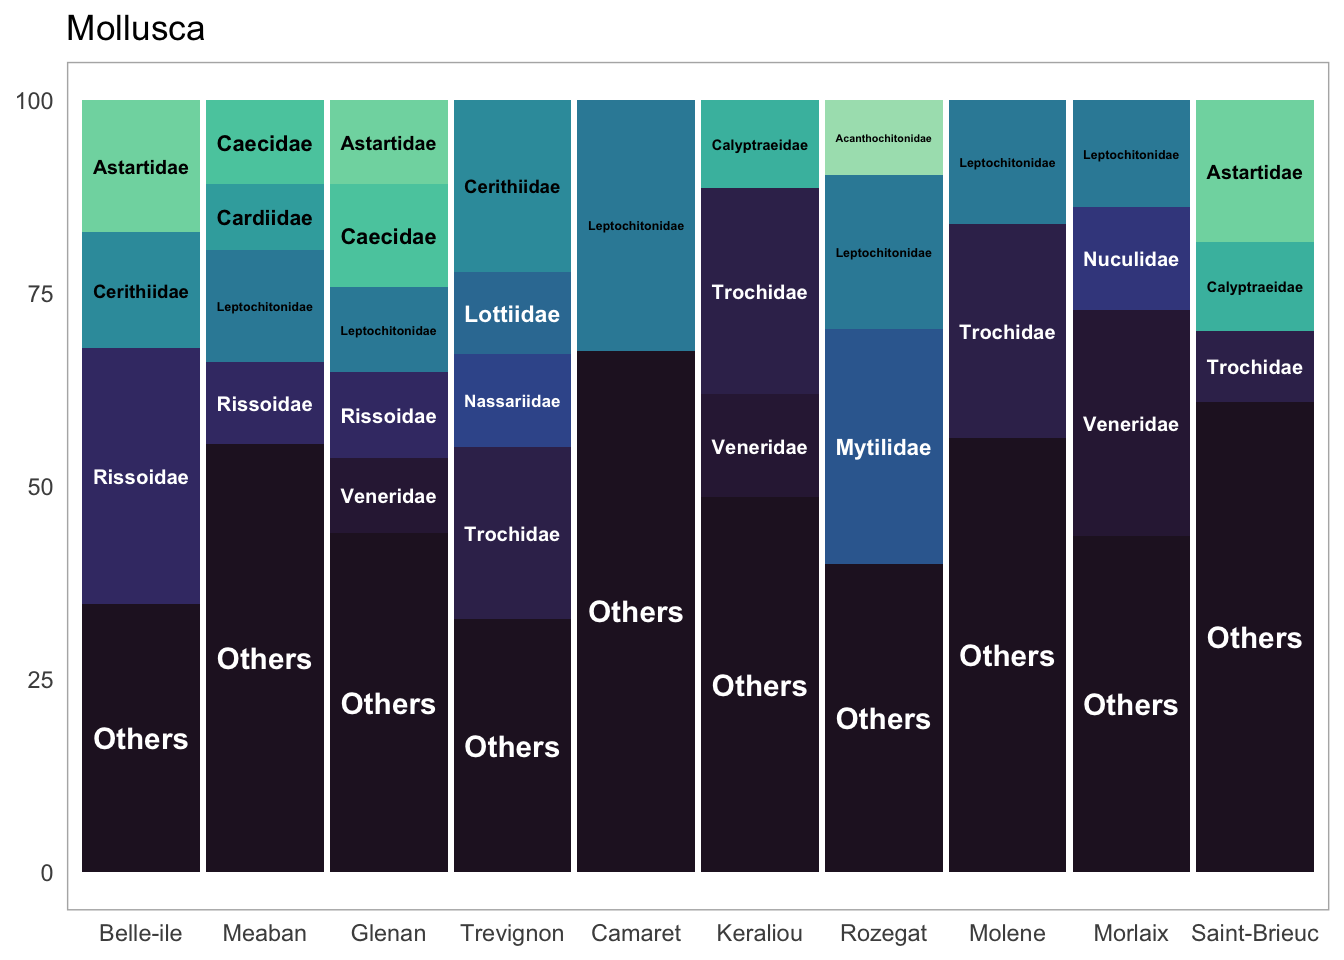 Mollusca
100
75
50
25
0
Astartidae
Cerithiidae
Rissoidae
Others
Caecidae
Cardiidae
Leptochitonidae
Rissoidae
Others
Astartidae
Caecidae
Leptochitonidae
Rissoidae
Veneridae
Others
Cerithiidae
Lottiidae
Nassariidae
Trochidae
Others
Leptochitonidae
Others
Calyptraeidae
Trochidae
Veneridae
Others
Acanthochitonidae
Leptochitonidae
Mytilidae
Others
Leptochitonidae
Trochidae
Others
Leptochitonidae
Nuculidae
Veneridae
Others
Astartidae
Calyptraeidae
Trochidae
Others
Belle-ile Meaban Glenan Trevignon Camaret Keraliou Rozegat Molene Morlaix Saint-Brieuc